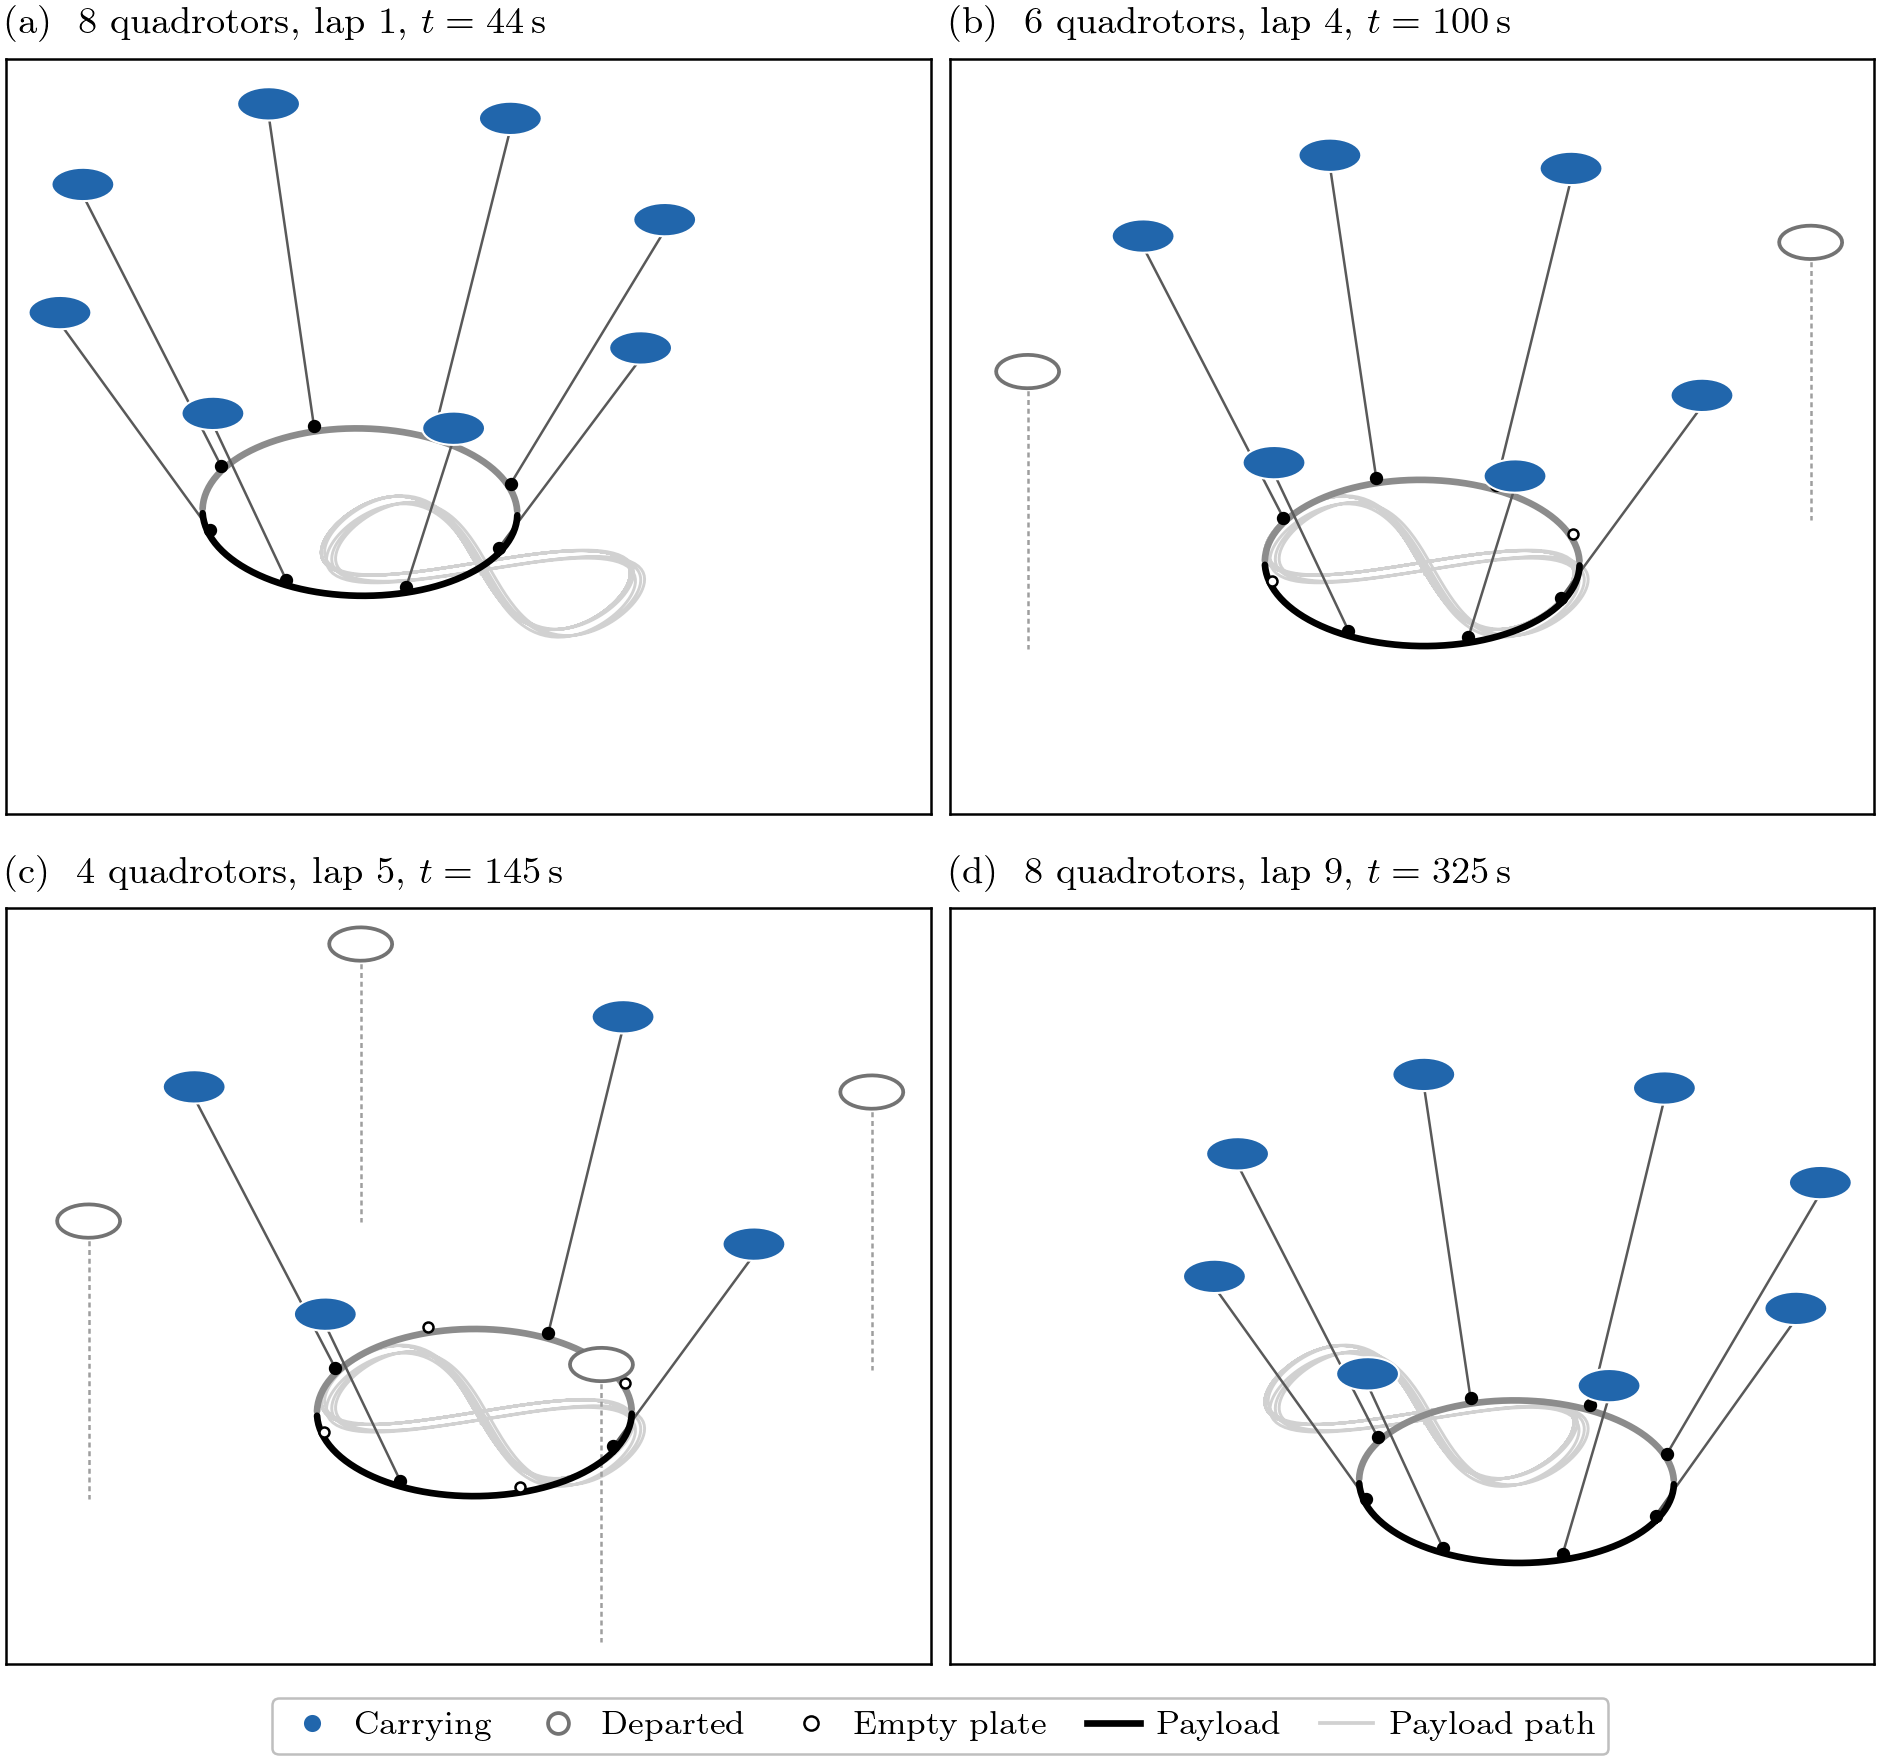 (a) 8 quadrotors, lap 1, t = 44 s
(b) 6 quadrotors, lap 4, t = 100 s
(c) 4 quadrotors, lap 5, t = 145 s
(d) 8 quadrotors, lap 9, t = 325 s
Carrying Departed Empty plate Payload Payload path